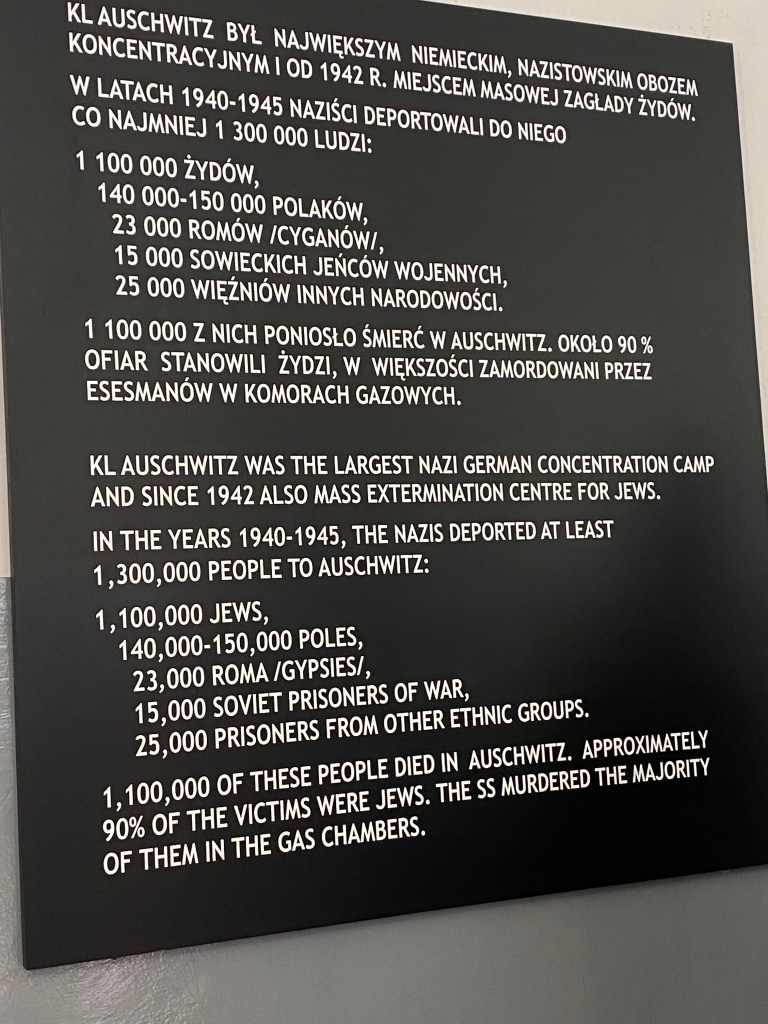 KL AUSCHWITZ BYŁ NAJWIĘKSZYM NIEMIECKIM, NAZISTOWSKIM OBOZEM
KONCENTRACYJNYM I OD 1942 R. MIEJSCEM MASOWEJ ZAGŁADY ŻYDÓW.
W LATACH 1940-1945 NAZIŚCI DEPORTOWALI DO NIEGO
CO NAJMNIEJ 1 300 000 LUDZI:
1 100 000 ŻYDÓW,
140 000-150 000 POLAKÓW,
23 000 ROMÓW /CYGANÓW/,
15 000 SOWIECKICH JEŃCÓW WOJENNYCH,
25 000 WIĘŹNIÓW INNYCH NARODOWOŚCI.
1 100 000 Z NICH PONIOSŁO ŚMIERĆ W AUSCHWITZ. OKOŁO 90 %
OFIAR STANOWILI ŻYDZI, W WIĘKSZOŚCI ZAMORDOWANI PRZEZ
ESESMANÓW W KOMORACH GAZOWYCH.
KL AUSCHWITZ WAS THE LARGEST NAZI GERMAN CONCENTRATION CAMP
AND SINCE 1942 ALSO MASS EXTERMINATION CENTRE FOR JEWS.
IN THE YEARS 1940-1945, THE NAZIS DEPORTED AT LEAST
1,300,000 PEOPLE TO AUSCHWITZ:
1,100,000 JEWS,
140,000-150,000 POLES,
23,000 ROMA /GYPSIES/,
15,000 SOVIET PRISONERS OF WAR,
25,000 PRISONERS FROM OTHER ETHNIC GROUPS.
1,100,000 OF THESE PEOPLE DIED IN AUSCHWITZ. APPROXIMATELY
90% OF THE VICTIMS WERE JEWS. THE SS MURDERED THE MAJORITY
OF THEM IN THE GAS CHAMBERS.